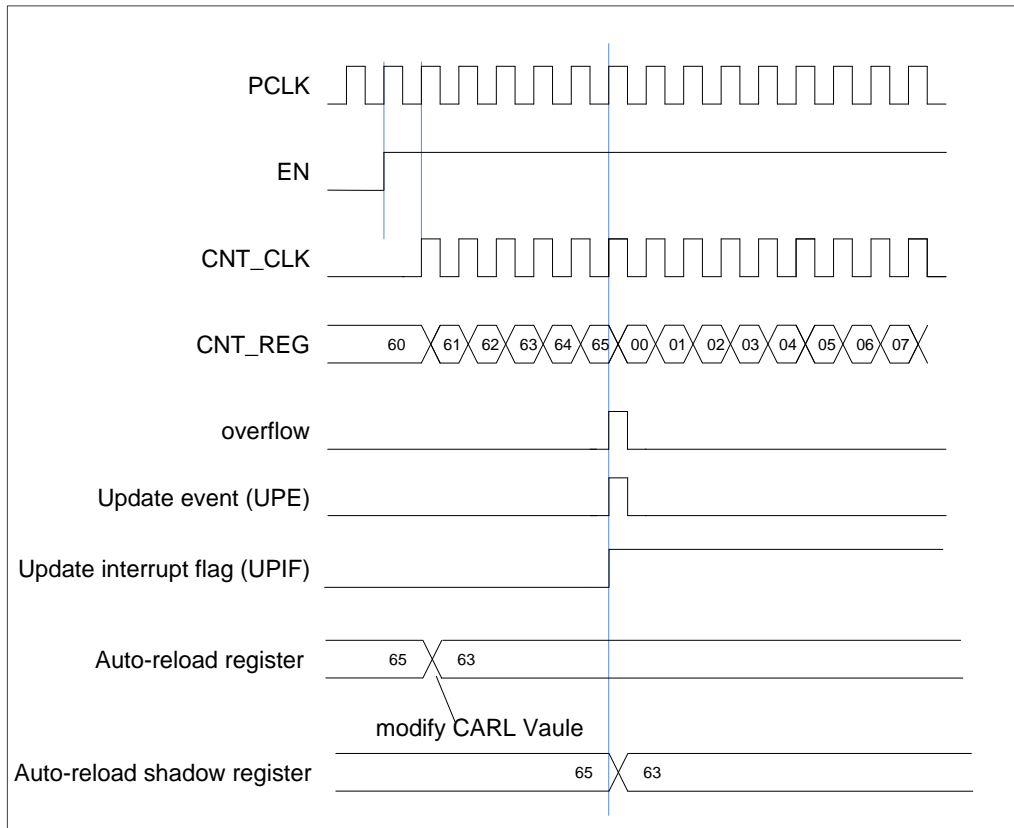 PCLK
EN
CNT_CLK
CNT_REG 60 61 62 63 64 65 00 01 02 03 04 05 06 07
overflow
Update event (UPE)
Update interrupt flag (UPIF)
Auto-reload register 65 63
modify CARL Vaule
Auto-reload shadow register 65 63